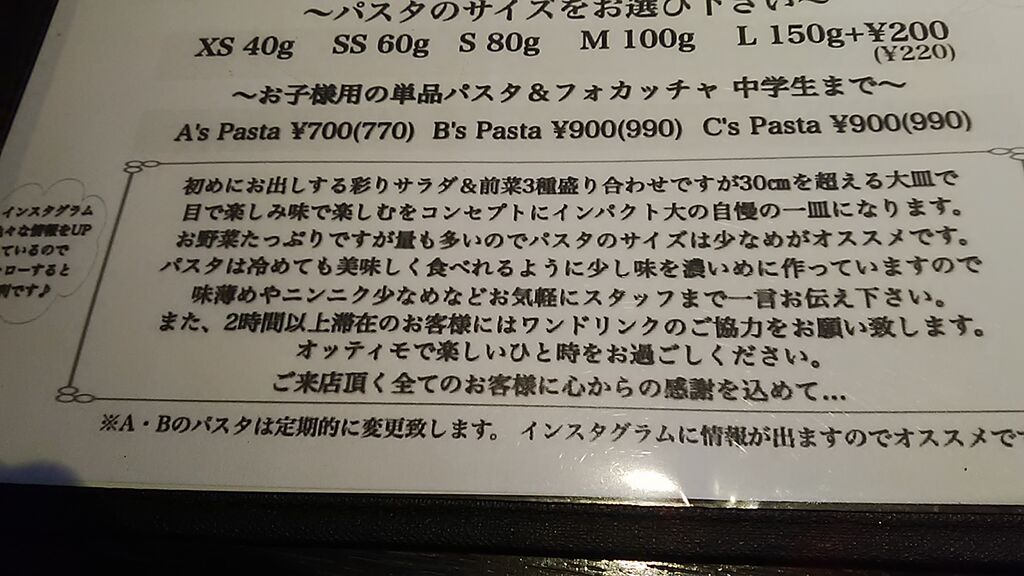 ～パスタのサイズをお選び下さい～
XS 40g SS 60g S 80g M 100g L 150g+¥200
(¥220)
～お子様用の単品パスタ＆フォカッチャ 中学生まで～
A's Pasta ¥700(770) B's Pasta ¥900(990) C's Pasta ¥900(990)
初めにお出しする彩りサラダ＆前菜3種盛り合わせですが30㎝を超える大皿で
目で楽しみ味で楽しむをコンセプトにインパクト大の自慢の一皿になります。
お野菜たっぷりですが量も多いのでパスタのサイズは少なめがオススメです。
パスタは冷めても美味しく食べれるように少し味を濃いめに作っていますので
味薄めやニンニク少なめなどお気軽にスタッフまで一言お伝え下さい。
また、2時間以上滞在のお客様にはワンドリンクのご協力をお願い致します。
オッティモで楽しいひと時をお過ごしください。
ご来店頂く全てのお客様に心からの感謝を込めて…
インスタグラム
々な情報をUP
ているので
ローすると
です♪
※A・Bのパスタは定期的に変更致します。 インスタグラムに情報が出ますのでオススメで